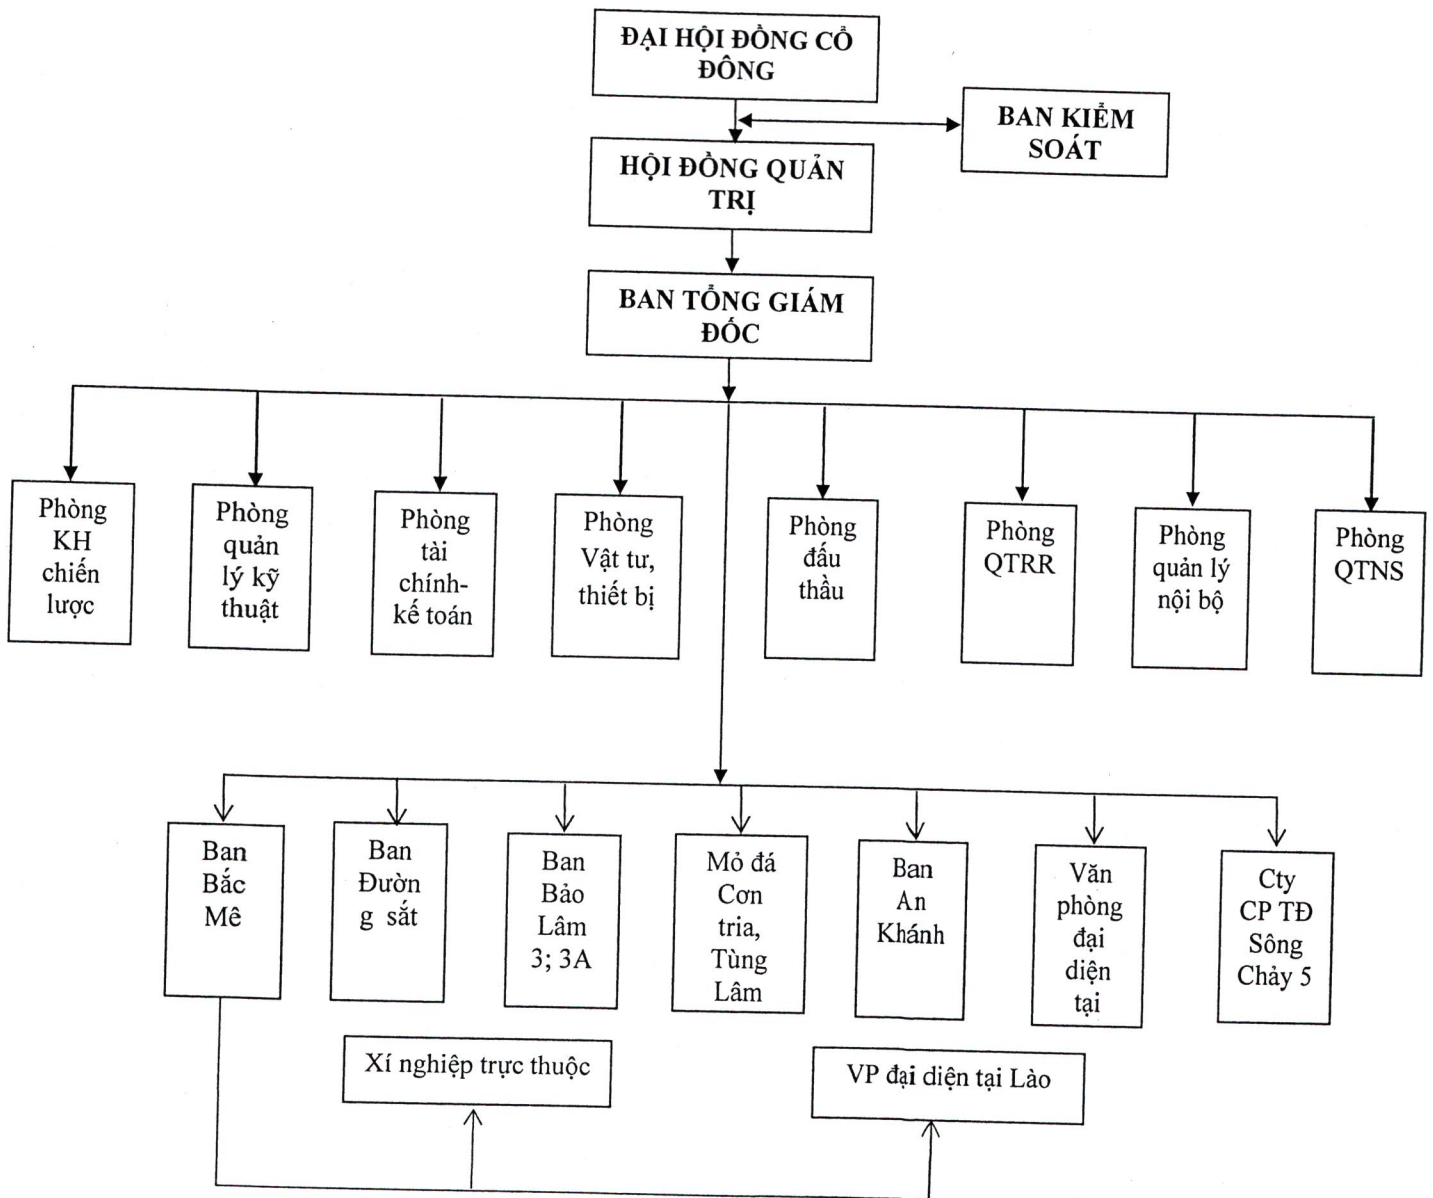 ĐẠI HỘI ĐỒNG CỔ
ĐÔNG
BAN KIỂM
SOÁT
HỘI ĐỒNG QUẢN
TRỊ
BAN TỔNG GIÁM
ĐỐC
Phòng
KH
chiến
lược
Phòng
quản
lý kỹ
thuật
Phòng
tài
chính-
kế toán
Phòng
Vật tư,
thiết bị
Phòng
đấu
thầu
Phòng
QTRR
Phòng
quản lý
nội bộ
Phòng
QTNS
Ban
Bắc
Mê
Ban
Đườn
g sắt
Ban
Bảo
Lâm
3; 3A
Mỏ đá
Cơn
tria,
Tùng
Lâm
Ban
An
Khánh
Văn
phòng
đại
diện
tại
Cty
CP TĐ
Sông
Chảy 5
Xí nghiệp trực thuộc
VP đại diện tại Lào